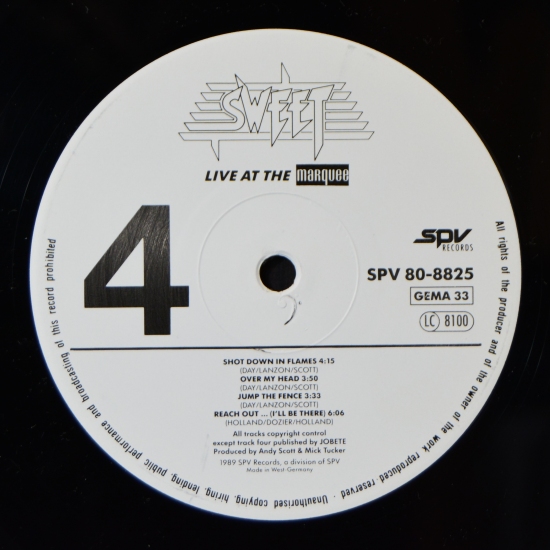 SWEET
LIVE AT THE marquee
4
spv
RECORDS
SPV 80-8825
GEMA 33
LC 8100
SHOT DOWN IN FLAMES 4:15
(DAY/LANZON/SCOTT)
OVER MY HEAD 3:50
(DAY/LANZON/SCOTT)
JUMP THE FENCE 3:33
(DAY/LANZON/SCOTT)
REACH OUT ... (I'LL BE THERE) 6:06
(HOLLAND/DOZIER/HOLLAND)
All tracks copyright control
except track four published by JOBETE
Produced by Andy Scott & Mick Tucker
1989 SPV Records, a division of SPV
Made in West-Germany
All rights of the producer and of the owner of the work reproduced reserved · Unauthorised copying, hiring, lending, public performance and broadcasting of this record prohibited